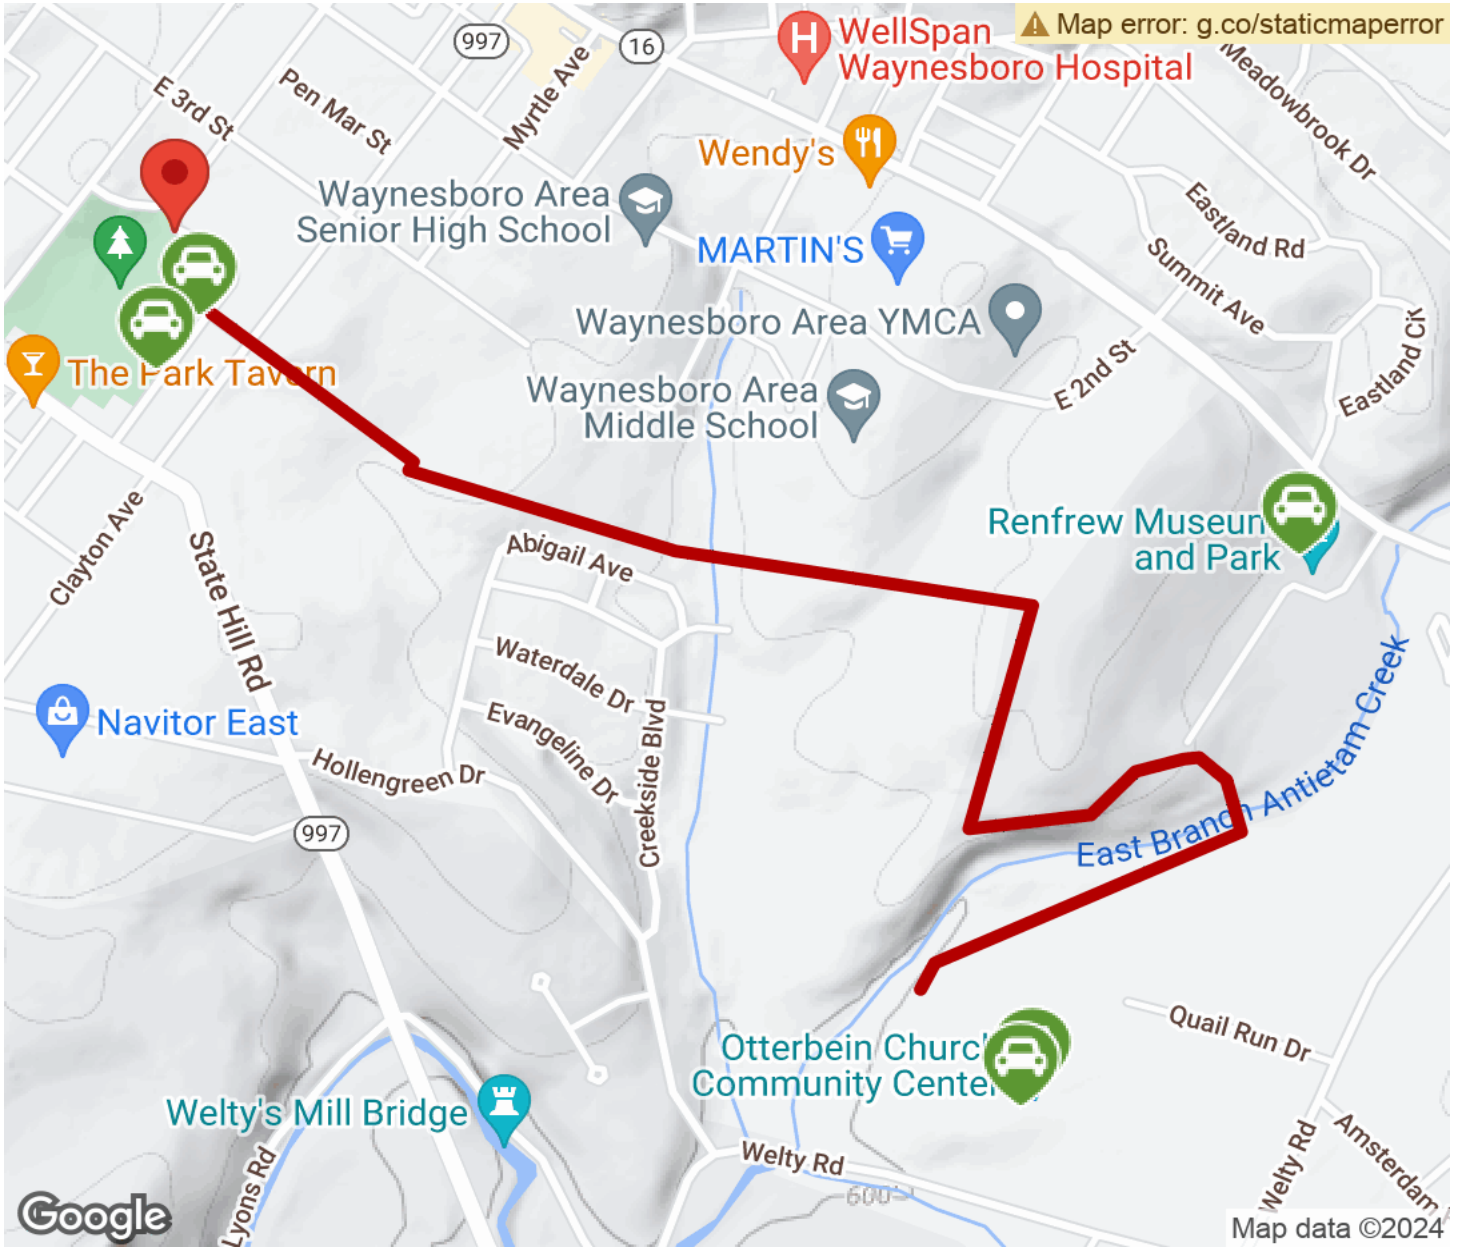 Map error: g.co/staticmaperror
997
16
WellSpan
Waynesboro Hospital
Meadowbrook Dr
E 3rd St
Pen Mar St
Myrtle Ave
Wendy's
Waynesboro Area
Senior High School
Eastland Rd
MARTIN'S
Summit Ave
Waynesboro Area YMCA
The Park Tavern
E 2nd St
Eastland Cir
Waynesboro Area
Middle School
Clayton Ave
State Hill Rd
Renfrew Museum
and Park
Abigail Ave
Waterdale Dr
Navitor East
Evangeline Dr
Creekside Blvd
Hollengreen Dr
997
East Branch Antietam Creek
Otterbein Church
Community Center
Quail Run Dr
Welty's Mill Bridge
Welty Rd
Lyons Rd
Welty Rd
Amsterdam
600
Google
Map data ©2024